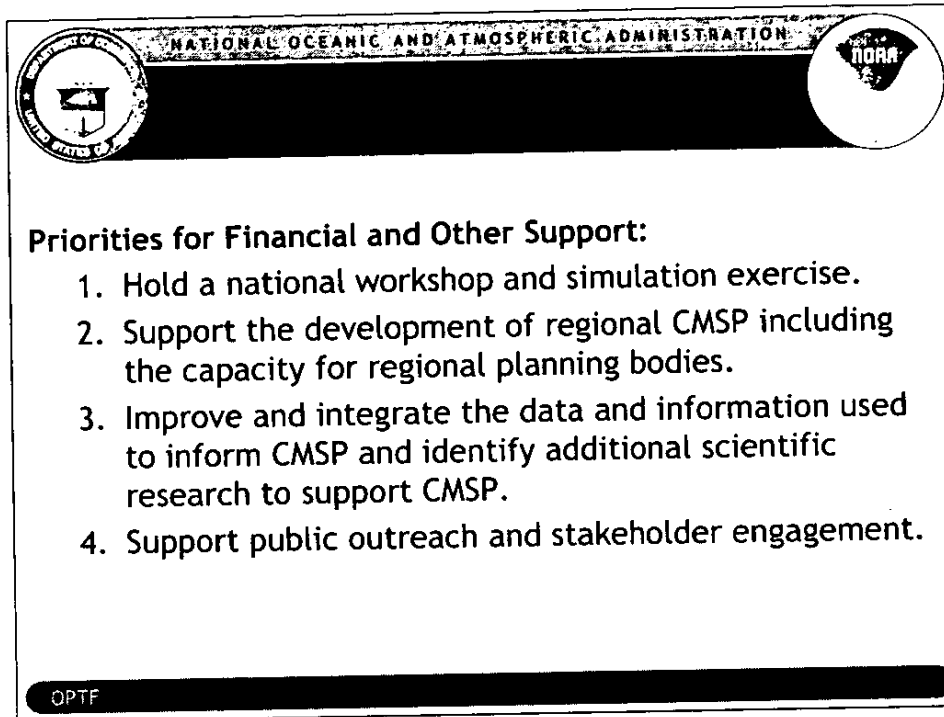 NATIONAL OCEANIC AND ATMOSPHERIC ADMINISTRATION
NOAA
Priorities for Financial and Other Support:
1. Hold a national workshop and simulation exercise.
2. Support the development of regional CMSP including
the capacity for regional planning bodies.
3. Improve and integrate the data and information used
to inform CMSP and identify additional scientific
research to support CMSP.
4. Support public outreach and stakeholder engagement.
OPTF